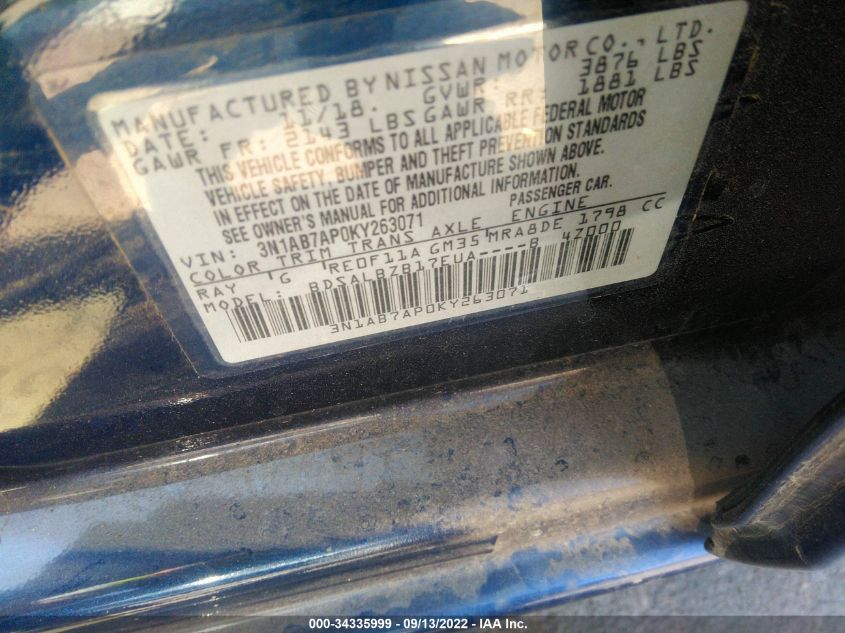 MANUFACTURED BY NISSAN MOTOR CO., LTD.
DATE: 11/18. GVWR: 3876 LBS
GAWR FR: 2143 LBS GAWR RR: 1881 LBS
THIS VEHICLE CONFORMS TO ALL APPLICABLE FEDERAL MOTOR
VEHICLE SAFETY, BUMPER AND THEFT PREVENTION STANDARDS
IN EFFECT ON THE DATE OF MANUFACTURE SHOWN ABOVE.
SEE OWNER'S MANUAL FOR ADDITIONAL INFORMATION.
VIN: 3N1AB7AP0KY263071 PASSENGER CAR.
COLOR TRIM TRANS AXLE ENGINE
RAY G RE0F11A GM35 MRA8DE 1798 CC
MODEL: BDSALBZB17EUA----B 47000
3N1AB7AP0KY263071
000-34335999 - 09/13/2022 - IAA Inc.